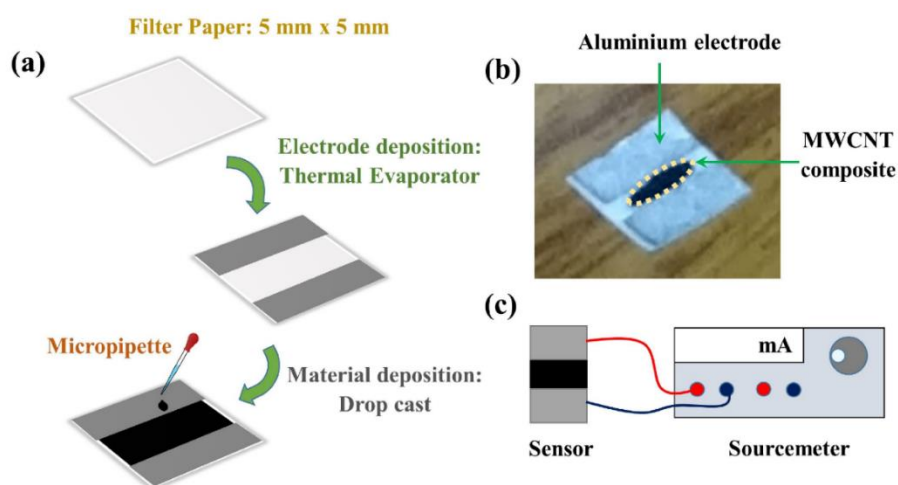 Filter Paper: 5 mm x 5 mm
(a)
Electrode deposition:
Thermal Evaporator
Micropipette
Material deposition:
Drop cast
(b)
Aluminium electrode
MWCNT
composite
(c)
mA
Sensor
Sourcemeter